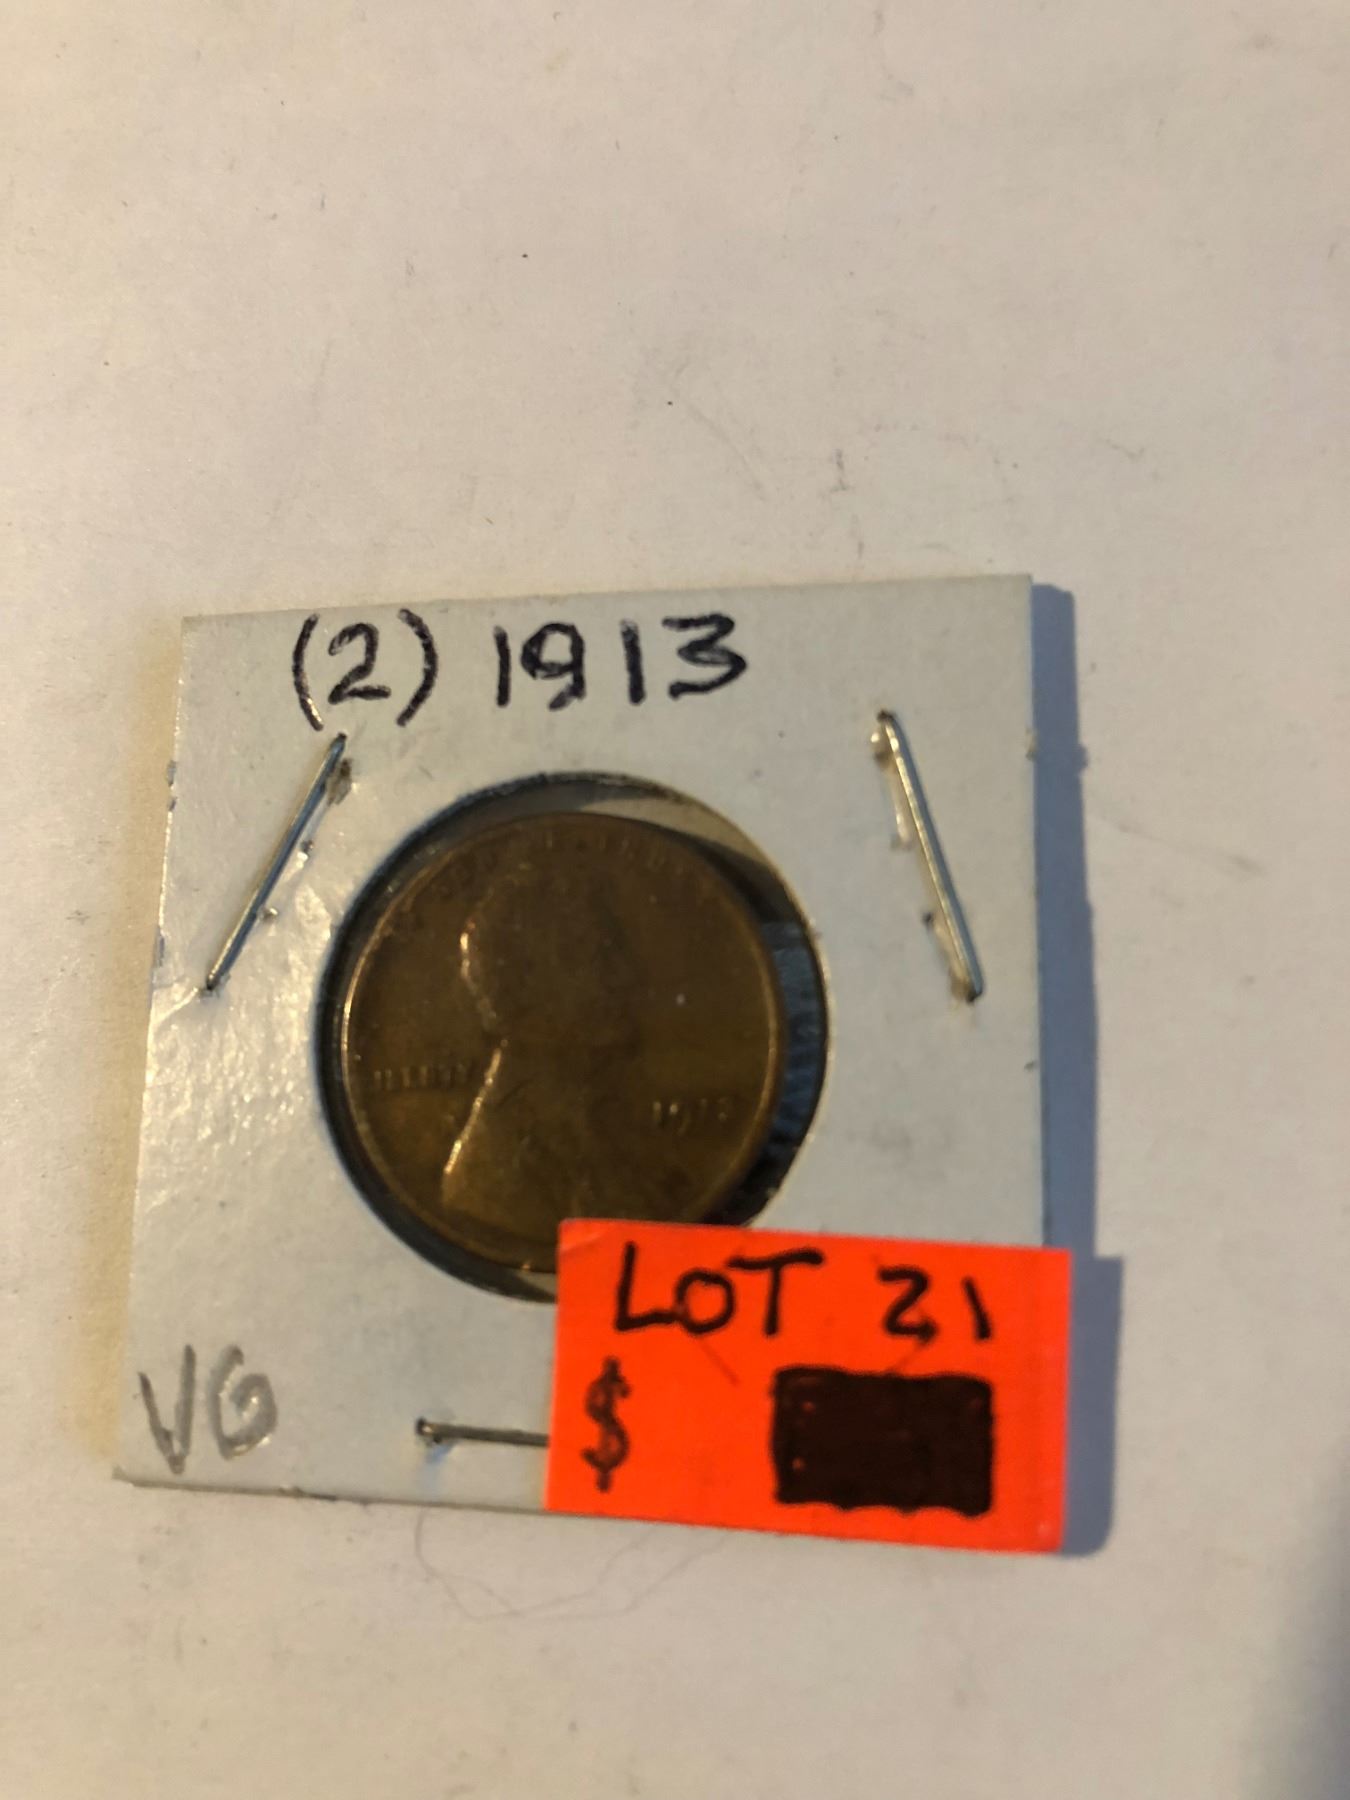 (2) 1913
LIBERTY
1913
LOT 21
$
VG